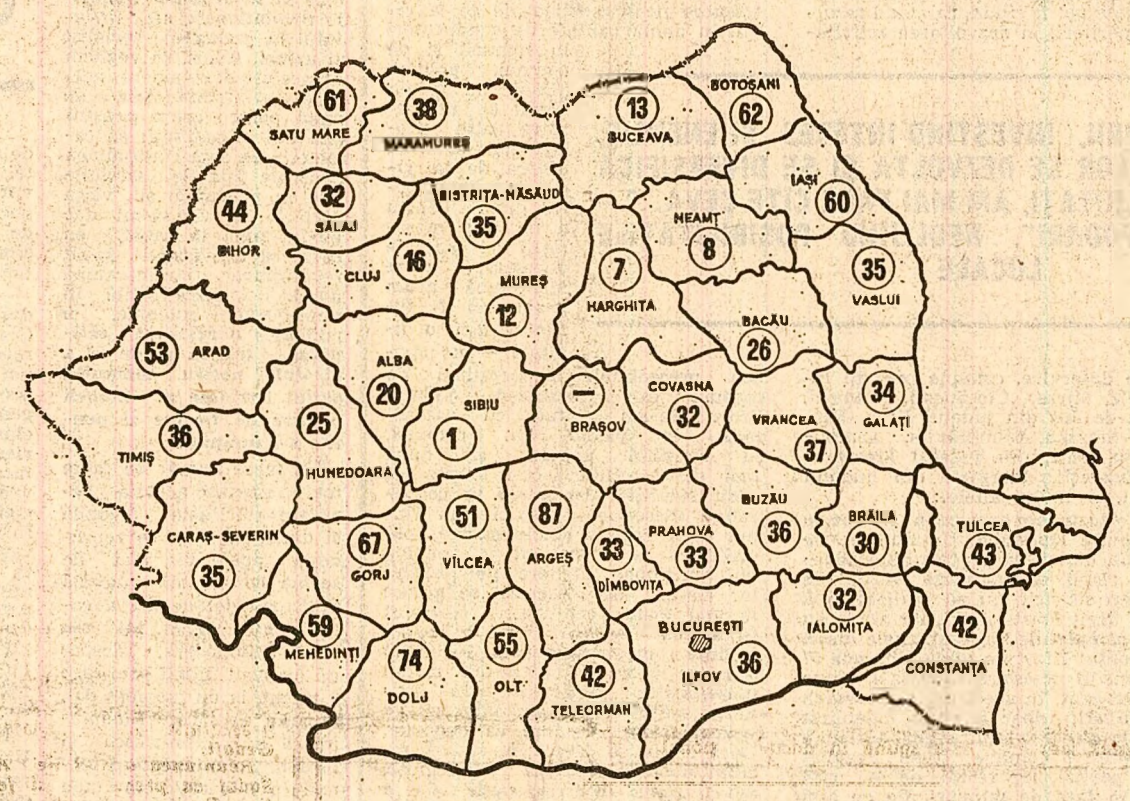 BOTOȘANI
62
61
SATU MARE
38
MARAMUREȘ
13
BUCEAVA
IAȘI
60
32
SĂLAJ
BISTRIȚA-NĂSĂUD
35
44
BIHOR
NEAMȚ
8
CLUJ
16
7
HARGHITA
35
VASLUI
MUREȘ
12
BACĂU
26
53
ARAD
ALBA
20
SIBIU
1
—
BRAȘOV
COVASNA
32
34
GALAȚI
VRANCEA
37
36
TIMIȘ
25
HUNEDOARA
51
VÎLCEA
87
ARGEȘ
BUZĂU
36
BRĂILA
30
TULCEA
43
CARAȘ-SEVERIN
35
67
GORJ
33
DÎMBOVIȚA
PRAHOVA
33
32
IALOMIȚA
59
MEHEDINȚI
55
OLT
BUCUREȘTI
42
CONSTANȚA
74
DOLJ
42
TELEORMAN
ILFOV
36